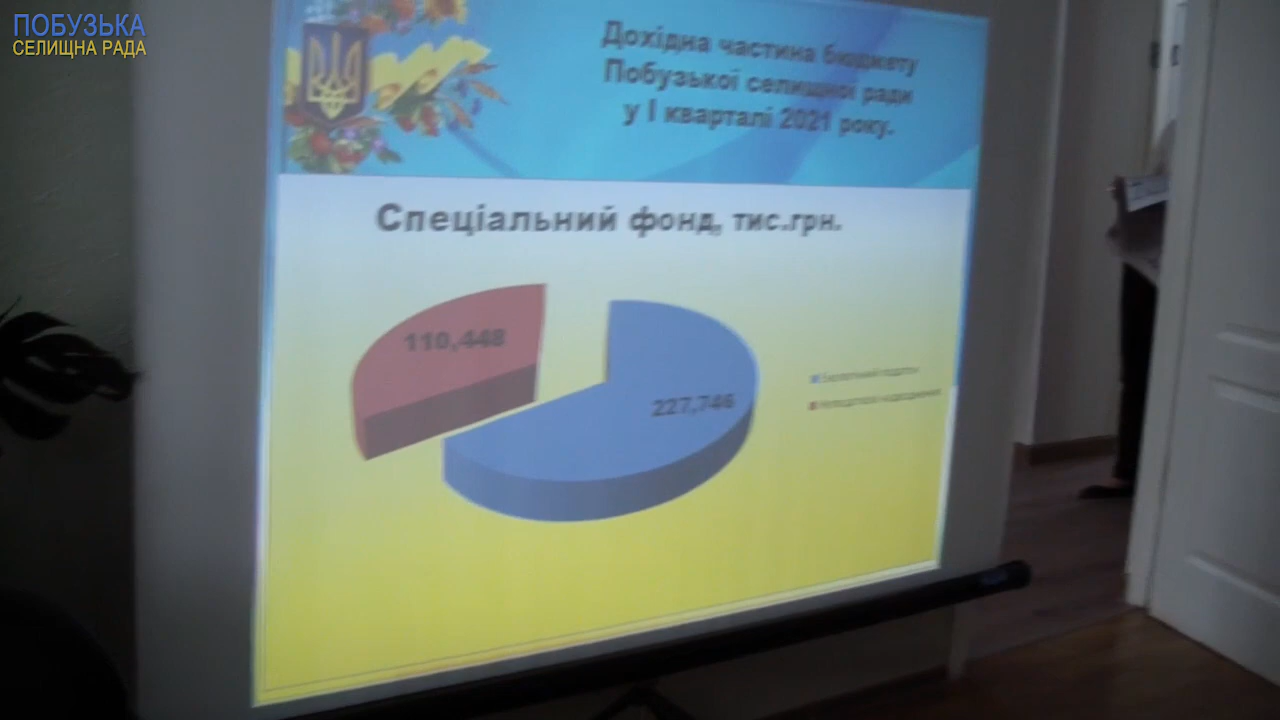 ПОБУЗЬКА
СЕЛИЩНА РАДА
Дохідна частина бюджету
Побузької селищної ради
у І кварталі 2021 року.
Спеціальний фонд, тис.грн.
110,448
227,746